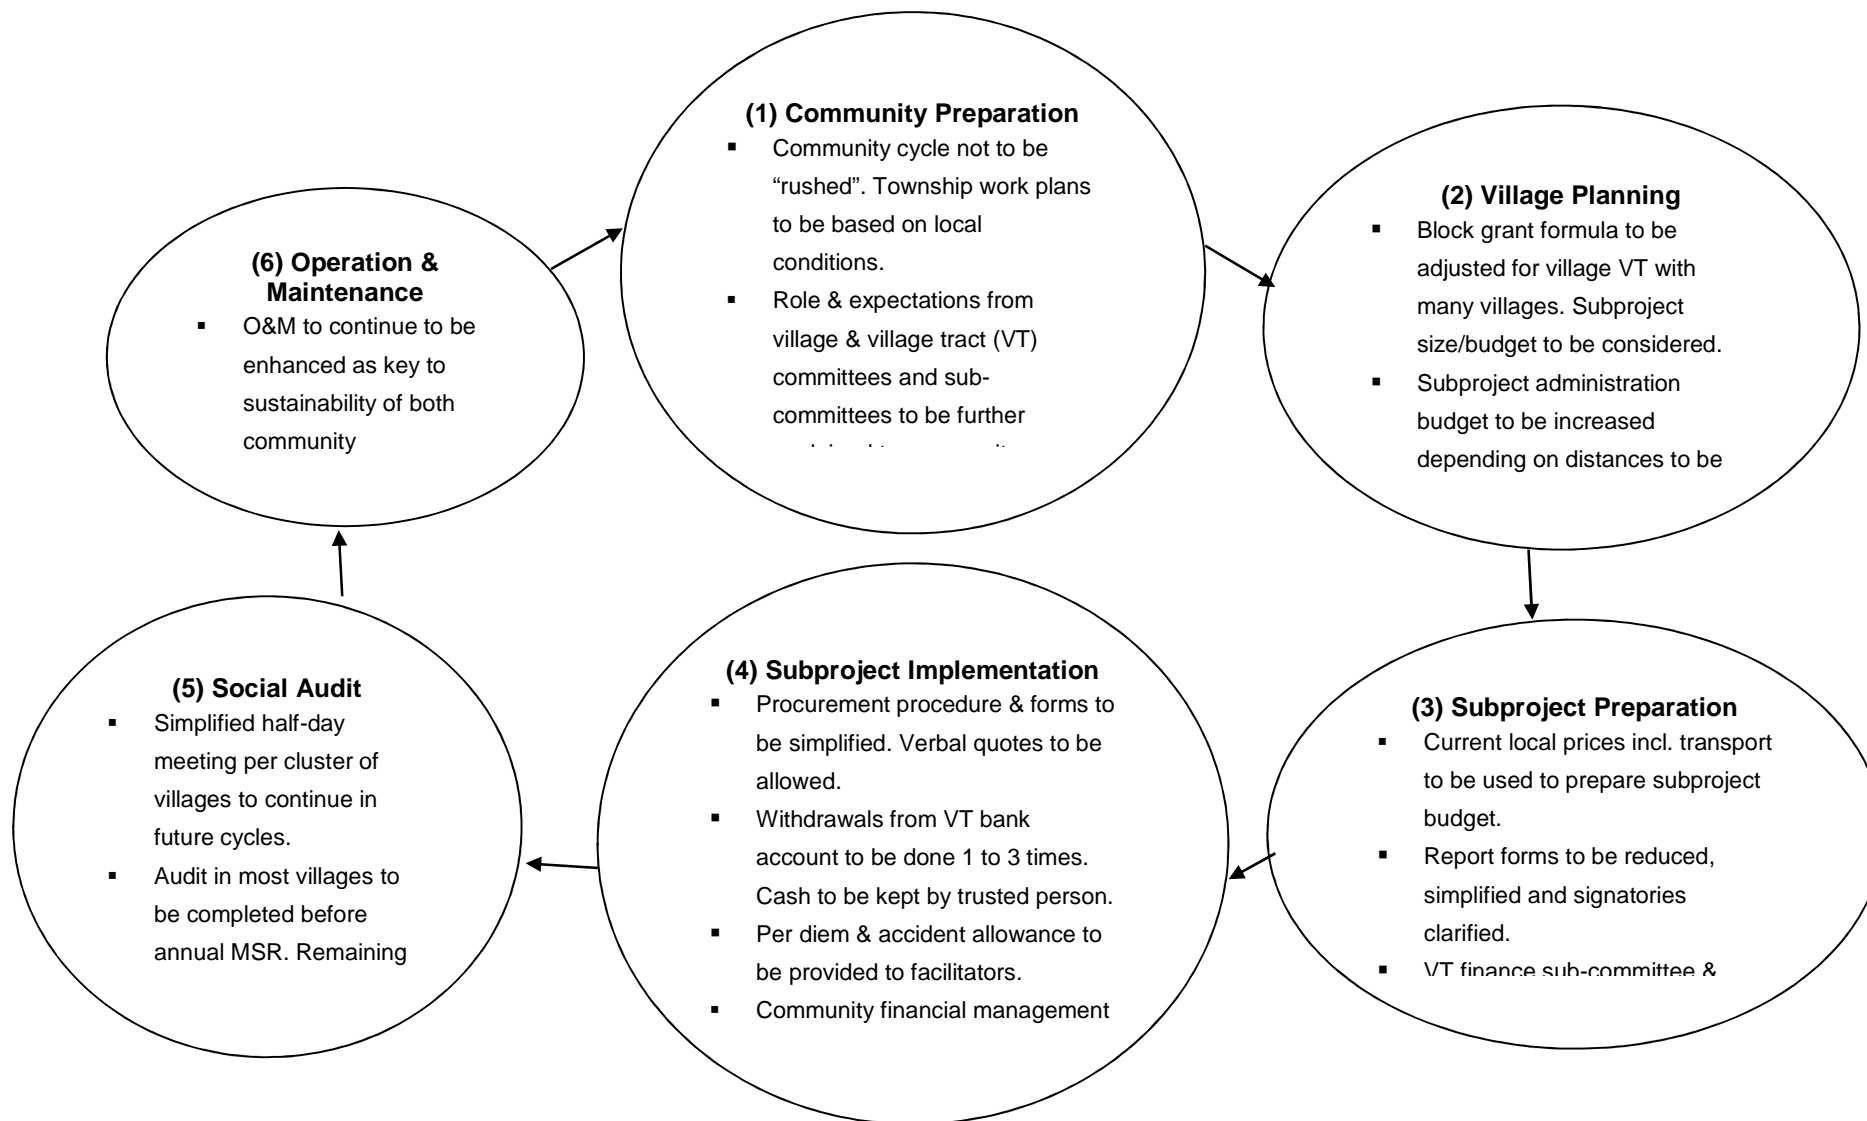 (1) Community Preparation
▪ Community cycle not to be
“rushed”. Township work plans
to be based on local
conditions.
▪ Role & expectations from
village & village tract (VT)
committees and sub-
committees to be further
(2) Village Planning
▪ Block grant formula to be
adjusted for village VT with
many villages. Subproject
size/budget to be considered.
▪ Subproject administration
budget to be increased
depending on distances to be
(3) Subproject Preparation
▪ Current local prices incl. transport
to be used to prepare subproject
budget.
▪ Report forms to be reduced,
simplified and signatories
clarified.
▪ VT finance sub-committee &
(4) Subproject Implementation
▪ Procurement procedure & forms to
be simplified. Verbal quotes to be
allowed.
▪ Withdrawals from VT bank
account to be done 1 to 3 times.
Cash to be kept by trusted person.
▪ Per diem & accident allowance to
be provided to facilitators.
▪ Community financial management
(5) Social Audit
▪ Simplified half-day
meeting per cluster of
villages to continue in
future cycles.
▪ Audit in most villages to
be completed before
annual MSR. Remaining
(6) Operation &
Maintenance
▪ O&M to continue to be
enhanced as key to
sustainability of both
community